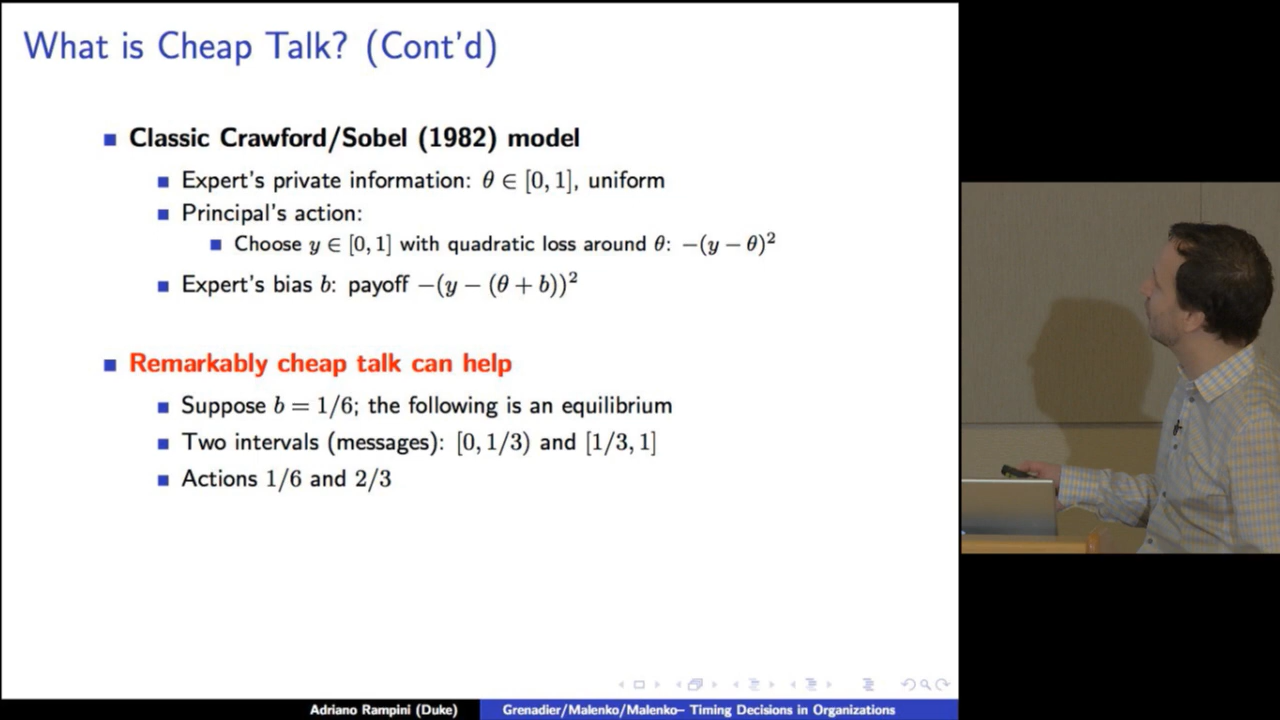 What is Cheap Talk? (Cont'd)
Classic Crawford/Sobel (1982) model
Expert's private information: θ ∈ [0, 1], uniform
Principal's action:
Choose y ∈ [0, 1] with quadratic loss around θ: −(y − θ)²
Expert's bias b: payoff −(y − (θ + b))²
Remarkably cheap talk can help
Suppose b = 1/6; the following is an equilibrium
Two intervals (messages): [0, 1/3) and [1/3, 1]
Actions 1/6 and 2/3
Adriano Rampini (Duke)
Grenadier/Malenko/Malenko– Timing Decisions in Organizations